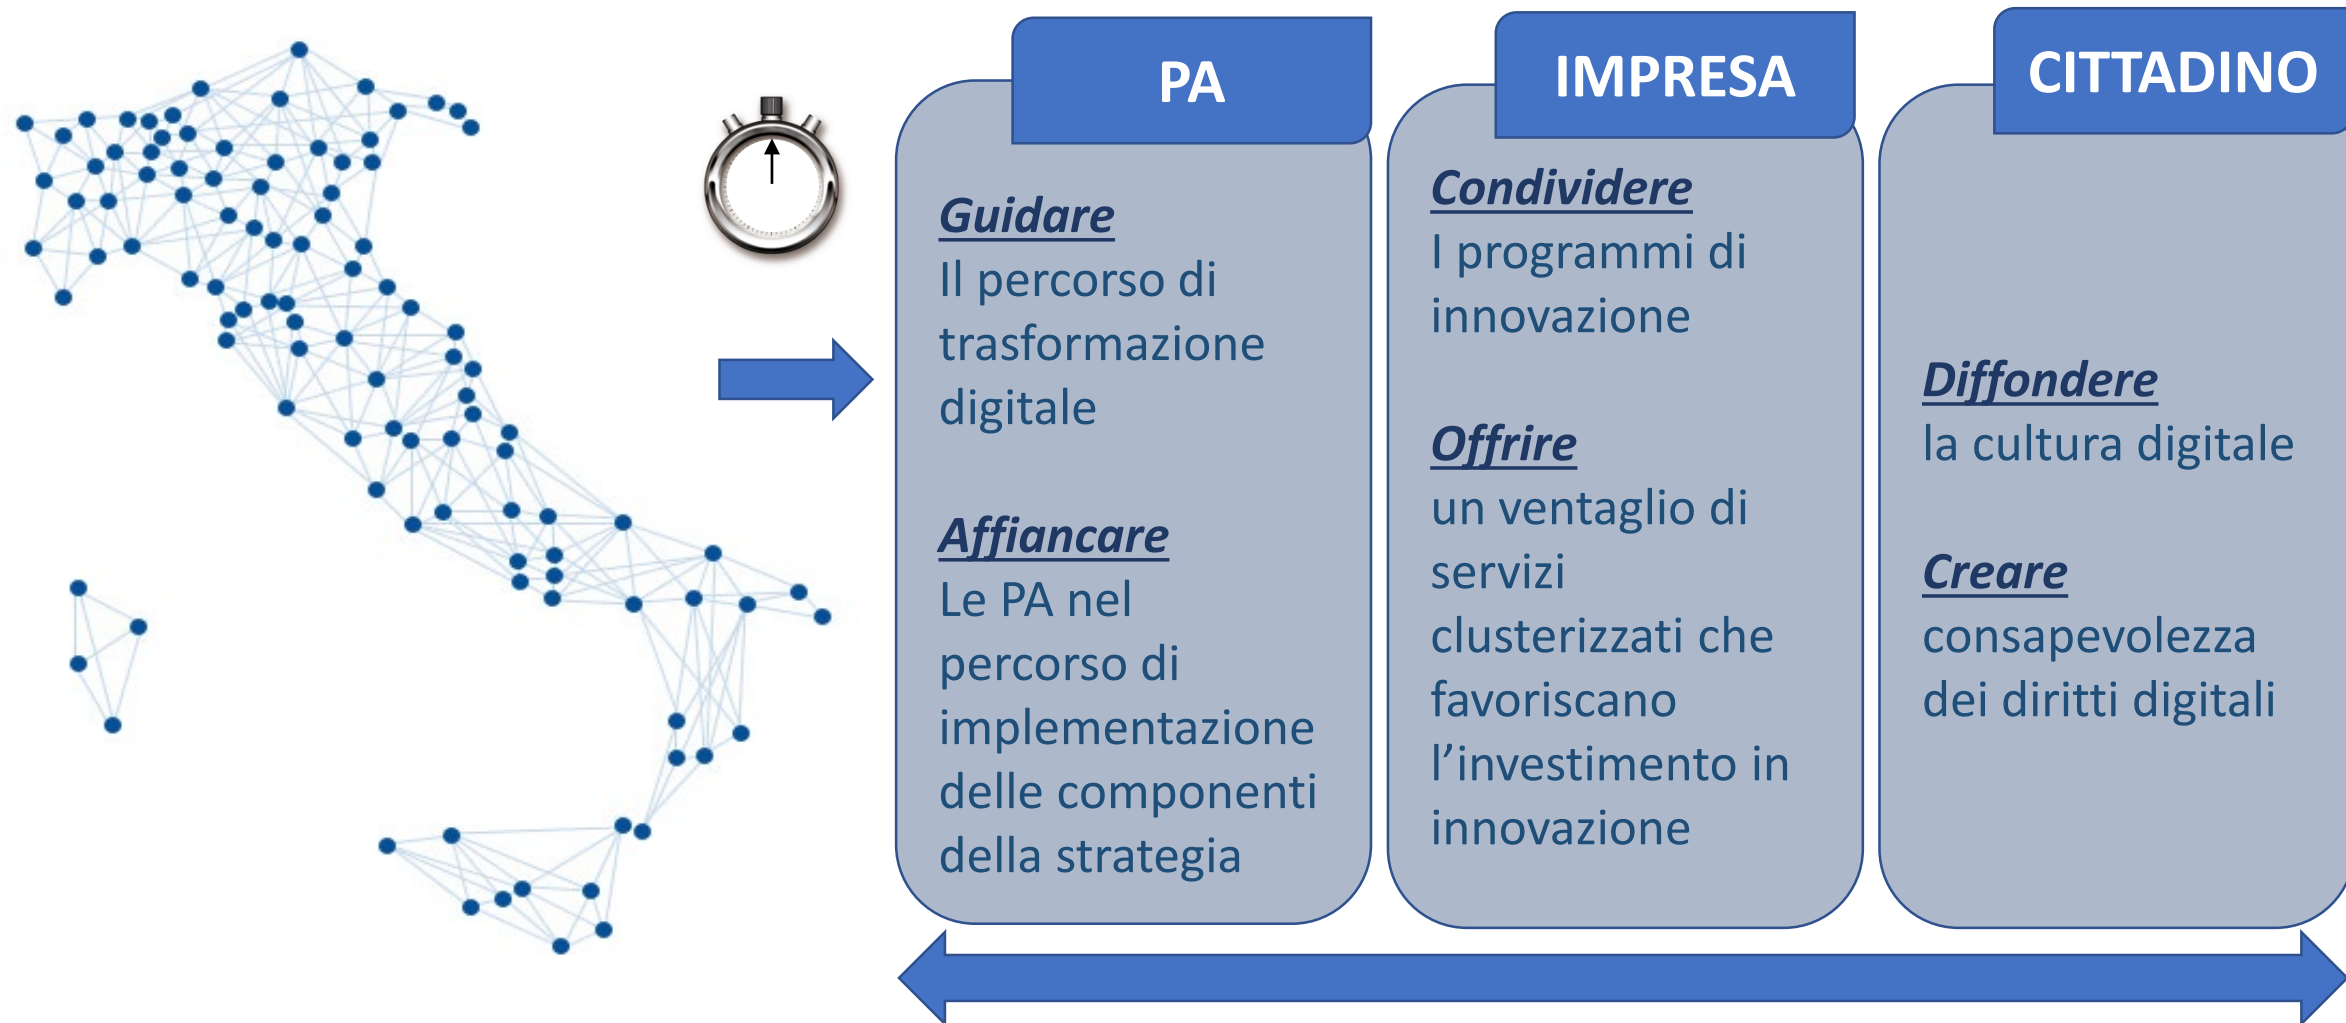 PA
Guidare
Il percorso di
trasformazione
digitale
Affiancare
Le PA nel
percorso di
implementazione
delle componenti
della strategia
IMPRESA
Condividere
I programmi di
innovazione
Offrire
un ventaglio di
servizi
clusterizzati che
favoriscano
l’investimento in
innovazione
CITTADINO
Diffondere
la cultura digitale
Creare
consapevolezza
dei diritti digitali